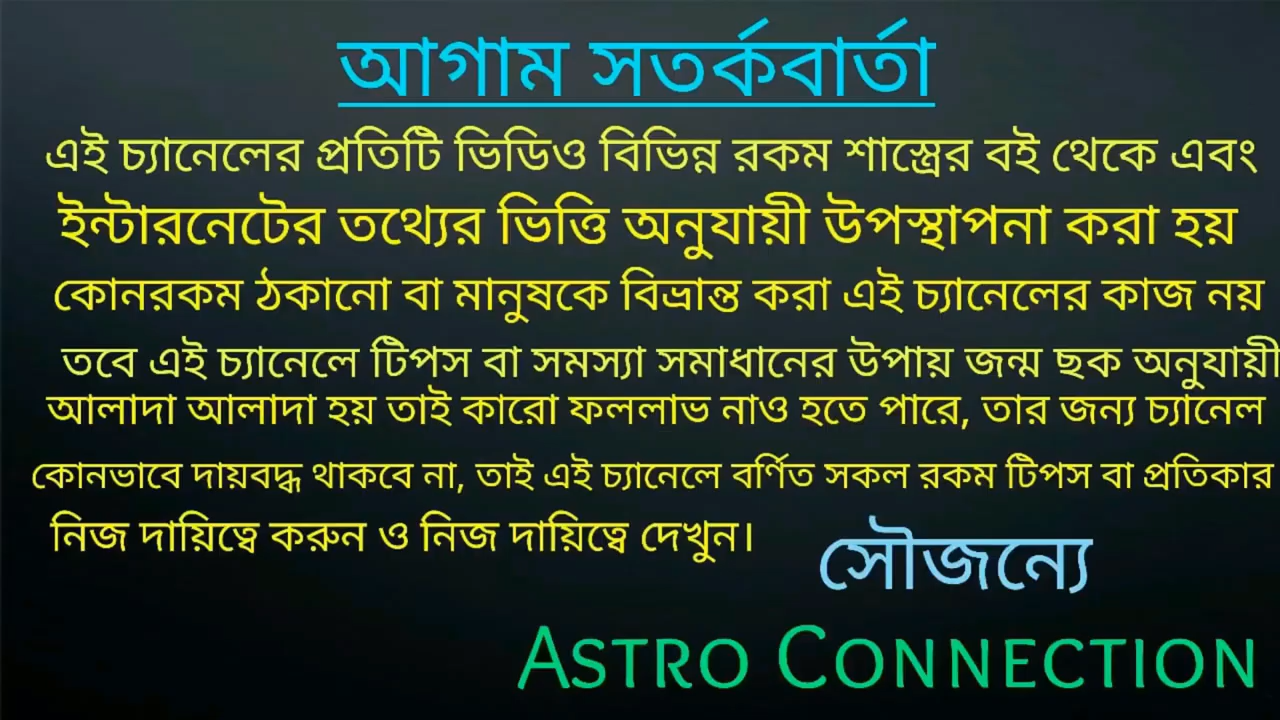 আগাম সতর্কবার্তা
এই চ্যানেলের প্রতিটি ভিডিও বিভিন্ন রকম শাস্ত্রের বই থেকে এবং
ইন্টারনেটের তথ্যের ভিত্তি অনুযায়ী উপস্থাপনা করা হয়
কোনরকম ঠকানো বা মানুষকে বিভ্রান্ত করা এই চ্যানেলের কাজ নয়
তবে এই চ্যানেলে টিপস বা সমস্যা সমাধানের উপায় জন্ম ছক অনুযায়ী
আলাদা আলাদা হয় তাই কারো ফললাভ নাও হতে পারে, তার জন্য চ্যানেল
কোনভাবে দায়বদ্ধ থাকবে না, তাই এই চ্যানেলে বর্ণিত সকল রকম টিপস বা প্রতিকার
নিজ দায়িত্বে করুন ও নিজ দায়িত্বে দেখুন।
সৌজন্যে
ASTRO CONNECTION